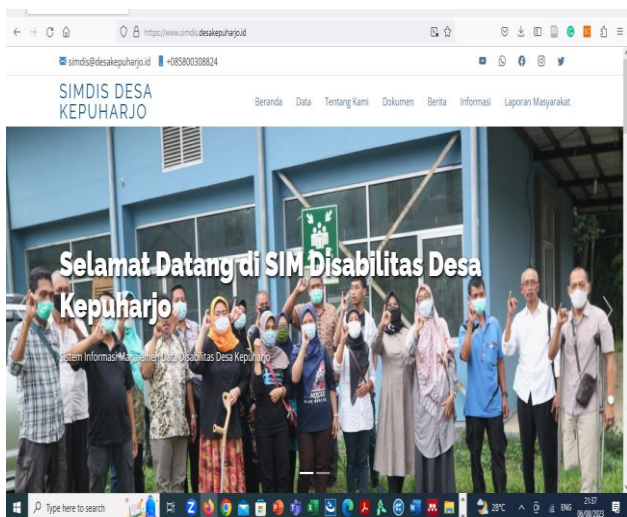 https://www.simdis.desakepuharjo.id
simdis@desakepuharjo.id +085800308824
SIMDIS DESA
KEPUHARJO
Beranda Data Tentang Kami Dokumen Berita Informasi Laporan Masyarakat
Selamat Datang di SIM Disabilitas Desa
Kepuharjo
Sistem Informasi Manajemen Data Disabilitas Desa Kepuharjo
Type here to search
28°C
ENG
21:37
06/08/2023